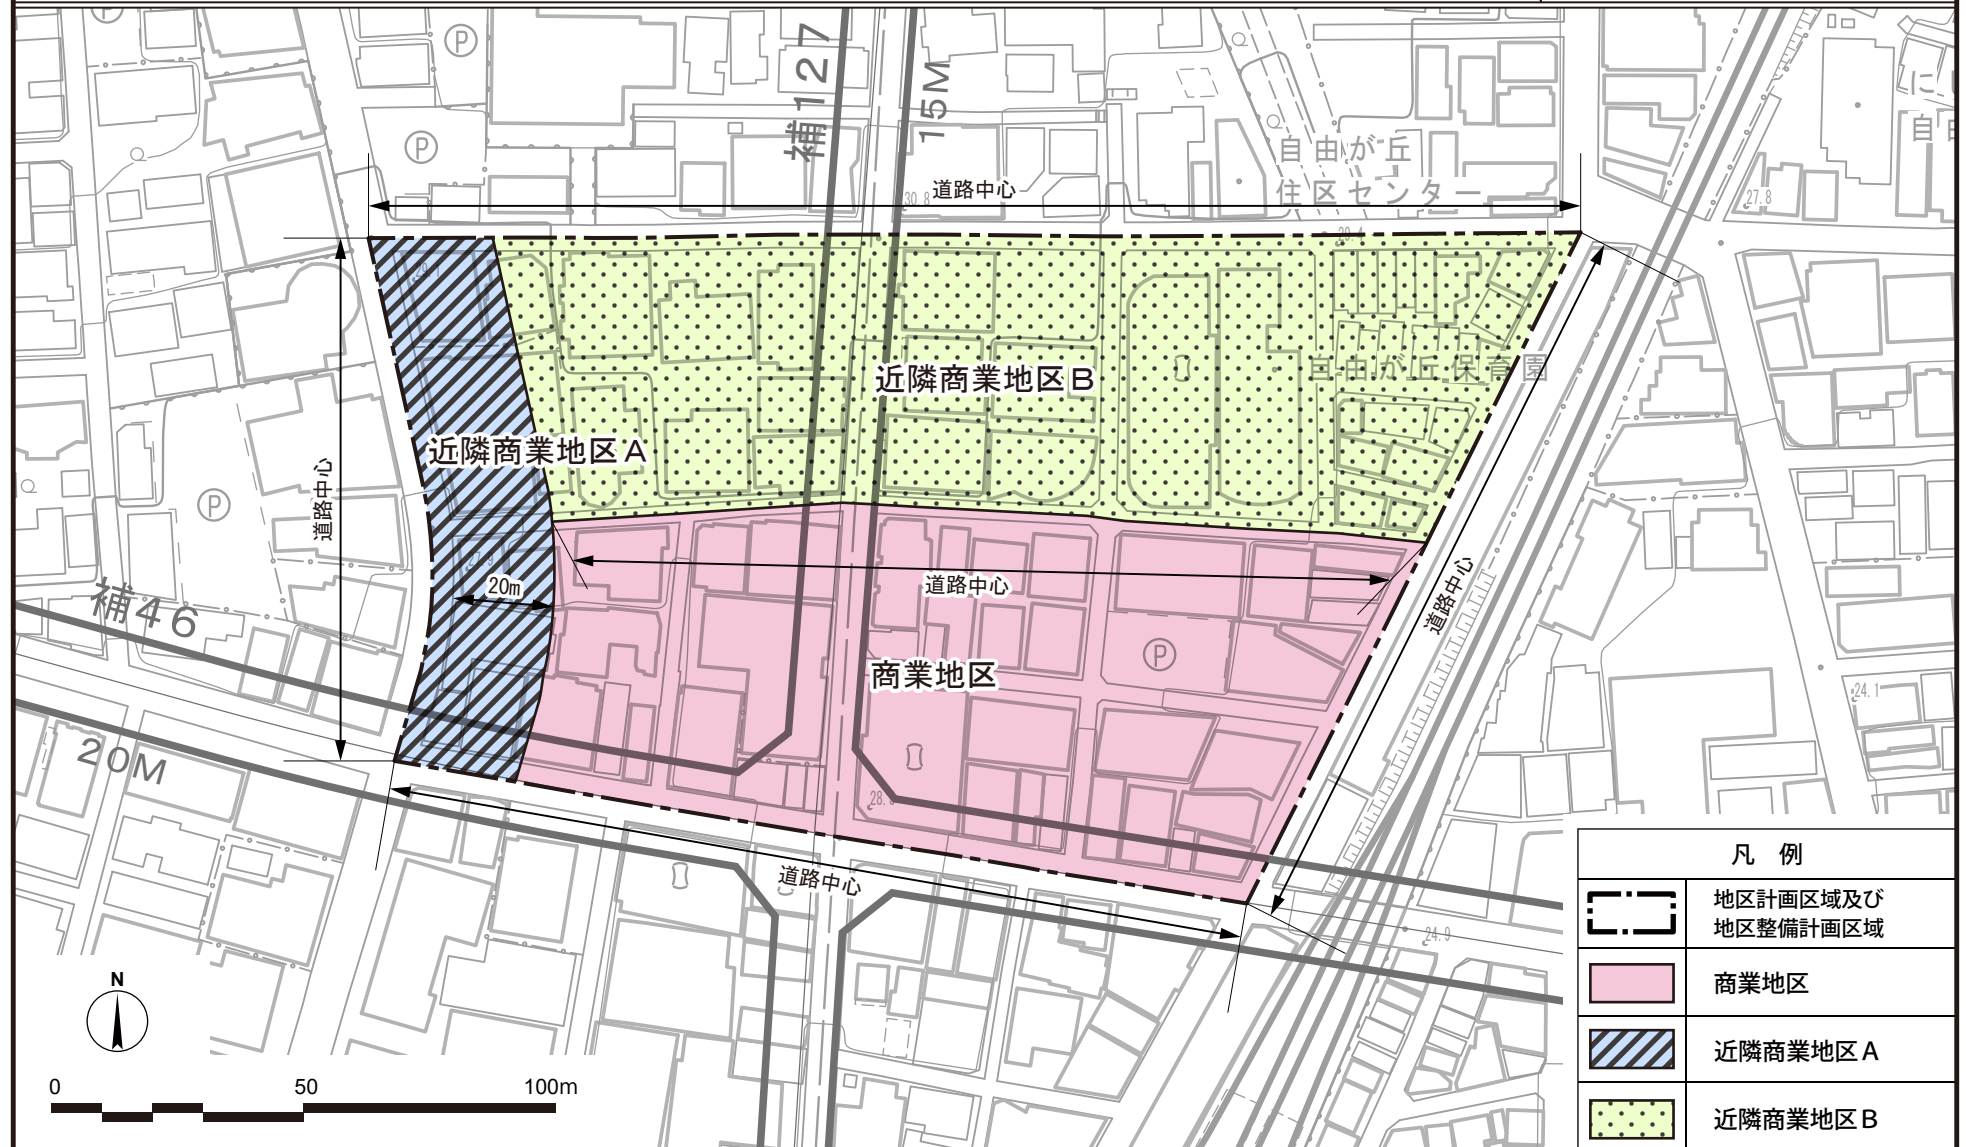 P
P
P
補127
15M
自由が丘
住区センター
道路中心
30.8
29.4
27.8
29.1
自由が丘保育園
近隣商業地区B
近隣商業地区A
道路中心
P
27.9
20m
道路中心
道路中心
補46
商業地区
P
24.1
20M
28.
道路中心
24.9
N
0 50 100m
凡 例
地区計画区域及び
地区整備計画区域
商業地区
近隣商業地区A
近隣商業地区B